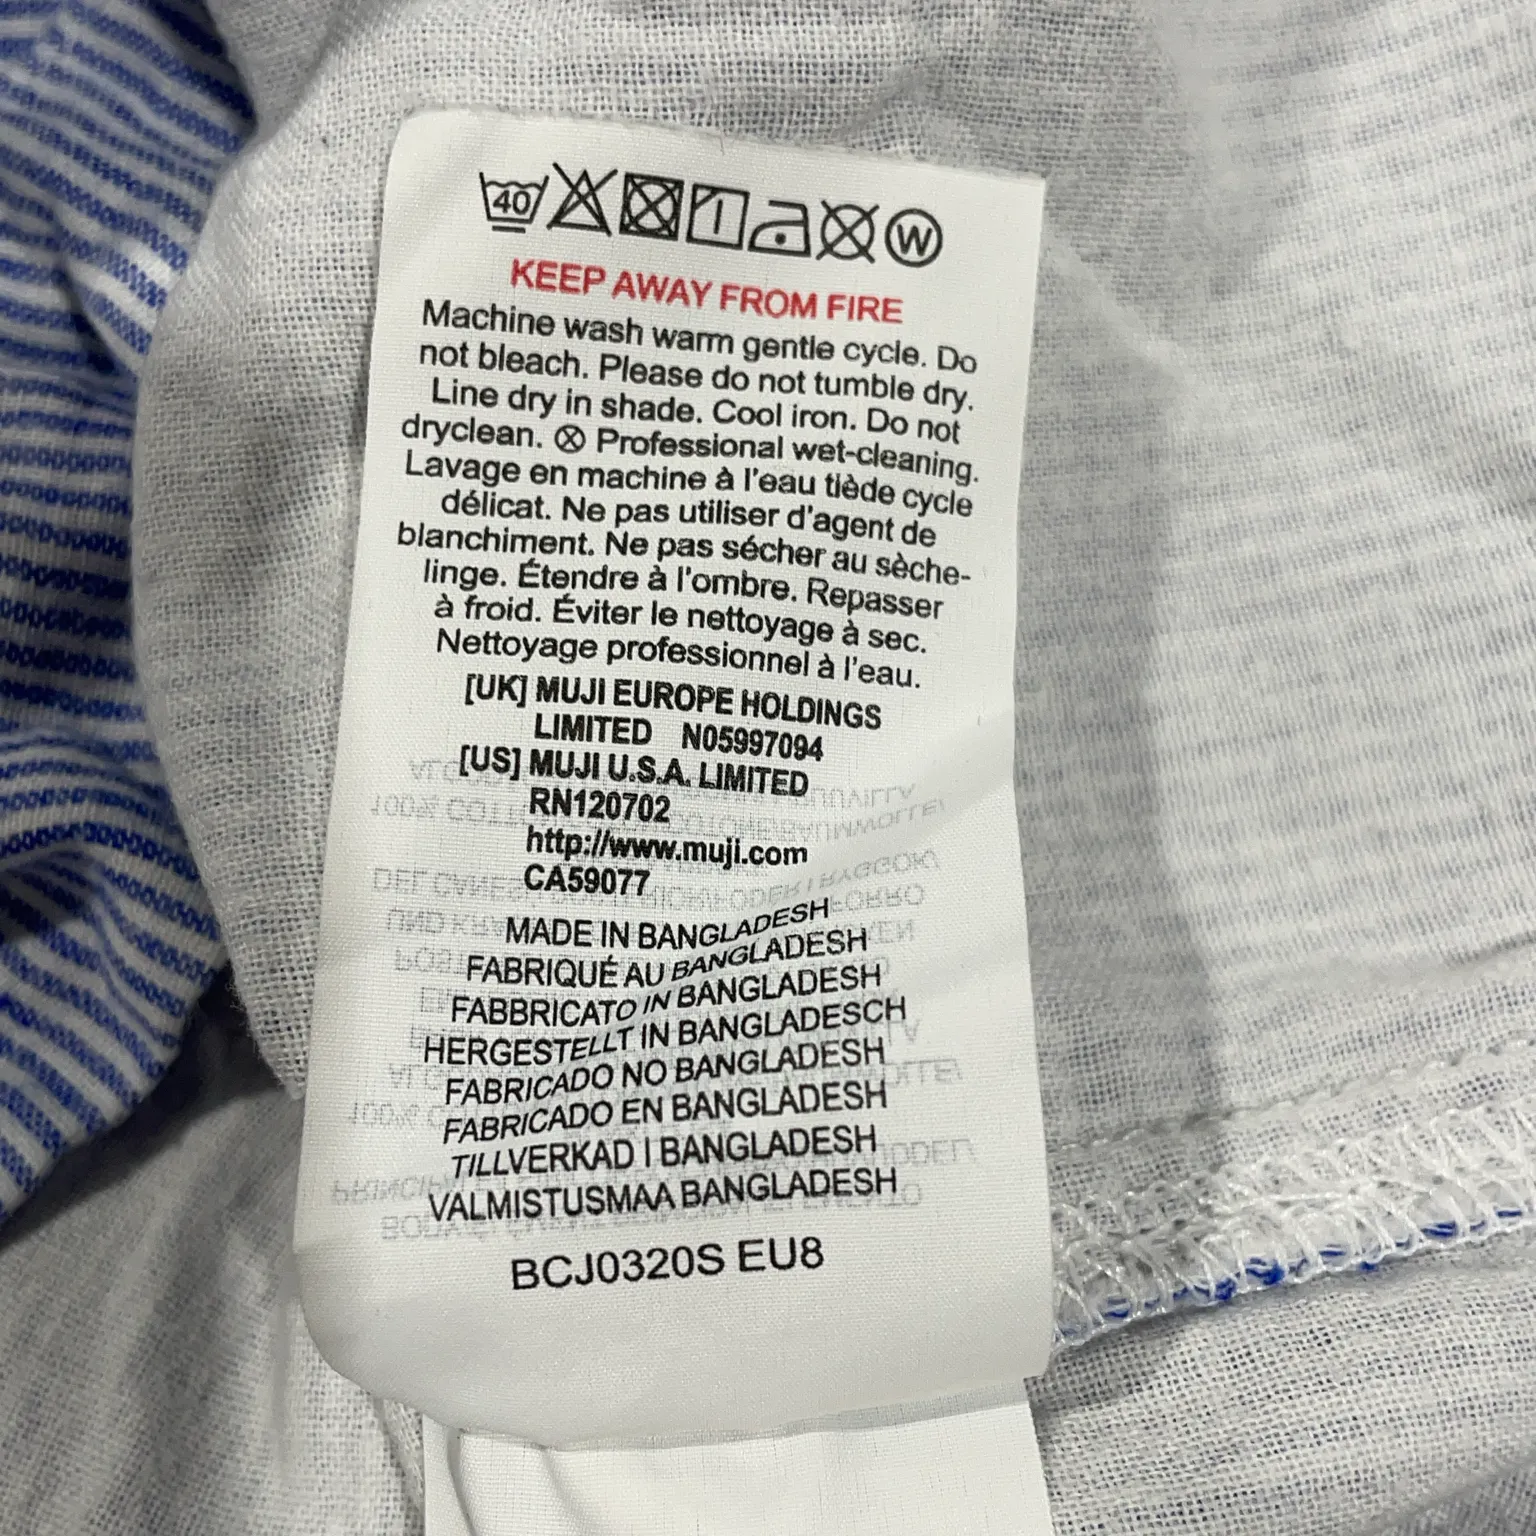 40
W
KEEP AWAY FROM FIRE
Machine wash warm gentle cycle. Do
not bleach. Please do not tumble dry.
Line dry in shade. Cool iron. Do not
dryclean. Ⓧ Professional wet-cleaning.
Lavage en machine à l'eau tiède cycle
délicat. Ne pas utiliser d'agent de
blanchiment. Ne pas sécher au sèche-
linge. Étendre à l'ombre. Repasser
à froid. Éviter le nettoyage à sec.
Nettoyage professionnel à l'eau.
[UK] MUJI EUROPE HOLDINGS
LIMITED N05997094
[US] MUJI U.S.A. LIMITED
RN120702
http://www.muji.com
CA59077
MADE IN BANGLADESH
FABRIQUÉ AU BANGLADESH
FABBRICATO IN BANGLADESH
HERGESTELLT IN BANGLADESCH
FABRICADO NO BANGLADESH
FABRICADO EN BANGLADESH
TILLVERKAD I BANGLADESH
VALMISTUSMAA BANGLADESH
BCJ0320S EU8